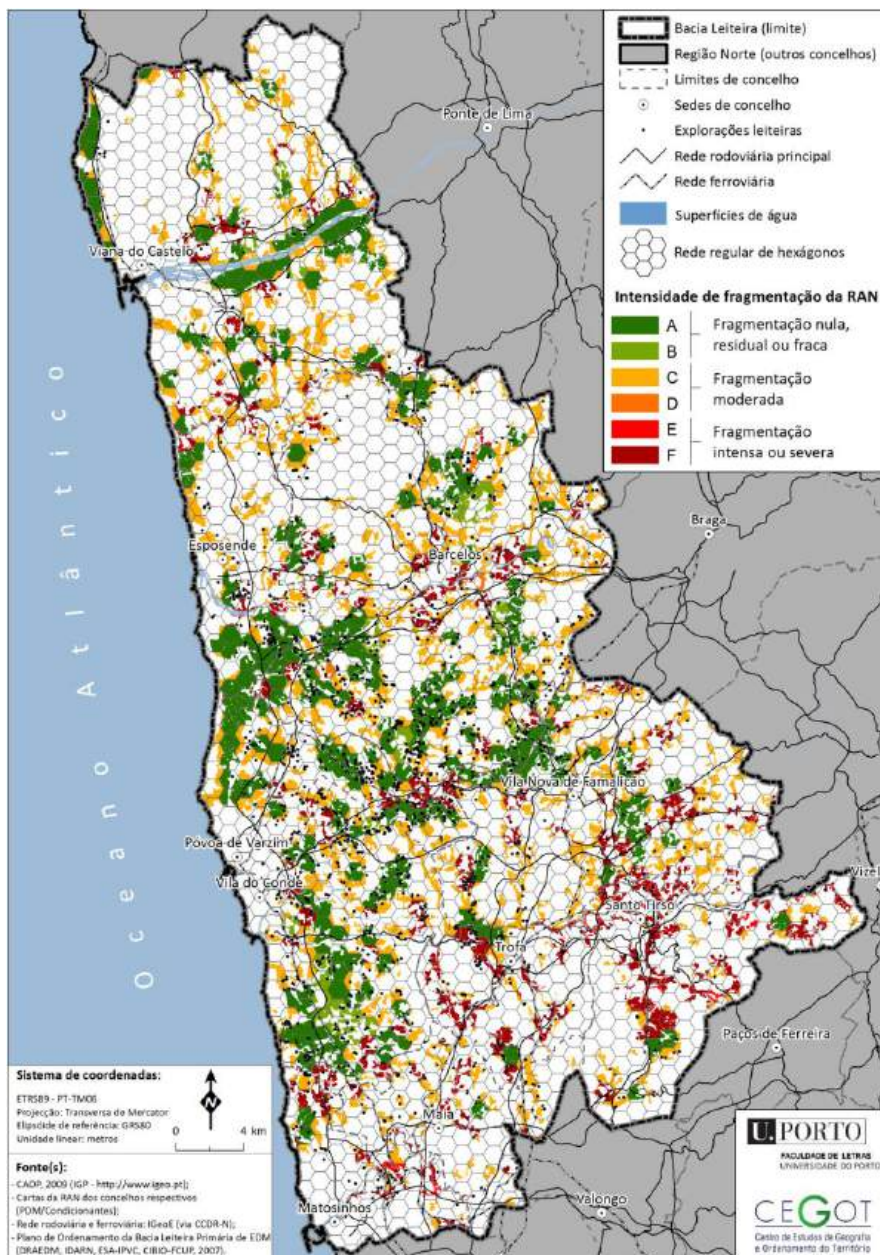 Bacia Leiteira (limite)
Região Norte (outros concelhos)
Limites de concelho
Sedes de concelho
Explorações leiteiras
Rede rodoviária principal
Rede ferroviária
Superfícies de água
Rede regular de hexágonos
Intensidade de fragmentação da RAN
A
B
Fragmentação nula,
residual ou fraca
C
D
Fragmentação
moderada
E
F
Fragmentação
intensa ou severa
Ponte de Lima
Viana do Castelo
Braga
Esposende
Barcelos
Oceano Atlântico
Vila Nova de Famalicão
Póvoa de Varzim
Vila do Conde
Vizel
Santo Tirso
Trofa
Paços de Ferreira
Maia
Valongo
Matosinhos
Sistema de coordenadas:
ETRS89 - PT-TM06
Projecção: Transversa de Mercator
Elipsóide de referência: GRS80
Unidade linear: metros
N
0 4 km
Fonte(s):
- CAOP, 2009 (IGP - http://www.igeo.pt);
- Cartas da RAN dos concelhos respectivos
(PDM/Condicionantes);
- Rede rodoviária e ferroviária: IGeoE (via CCDR-N);
- Plano de Ordenamento da Bacia Leiteira Primária de EDM
(DRAEDM, IDARN, ESA-IPVC, CIBIO-FCUP, 2007).
U. PORTO
FACULDADE DE LETRAS
UNIVERSIDADE DO PORTO
CEGOT
Centro de Estudos de Geografia
e Ordenamento do Território